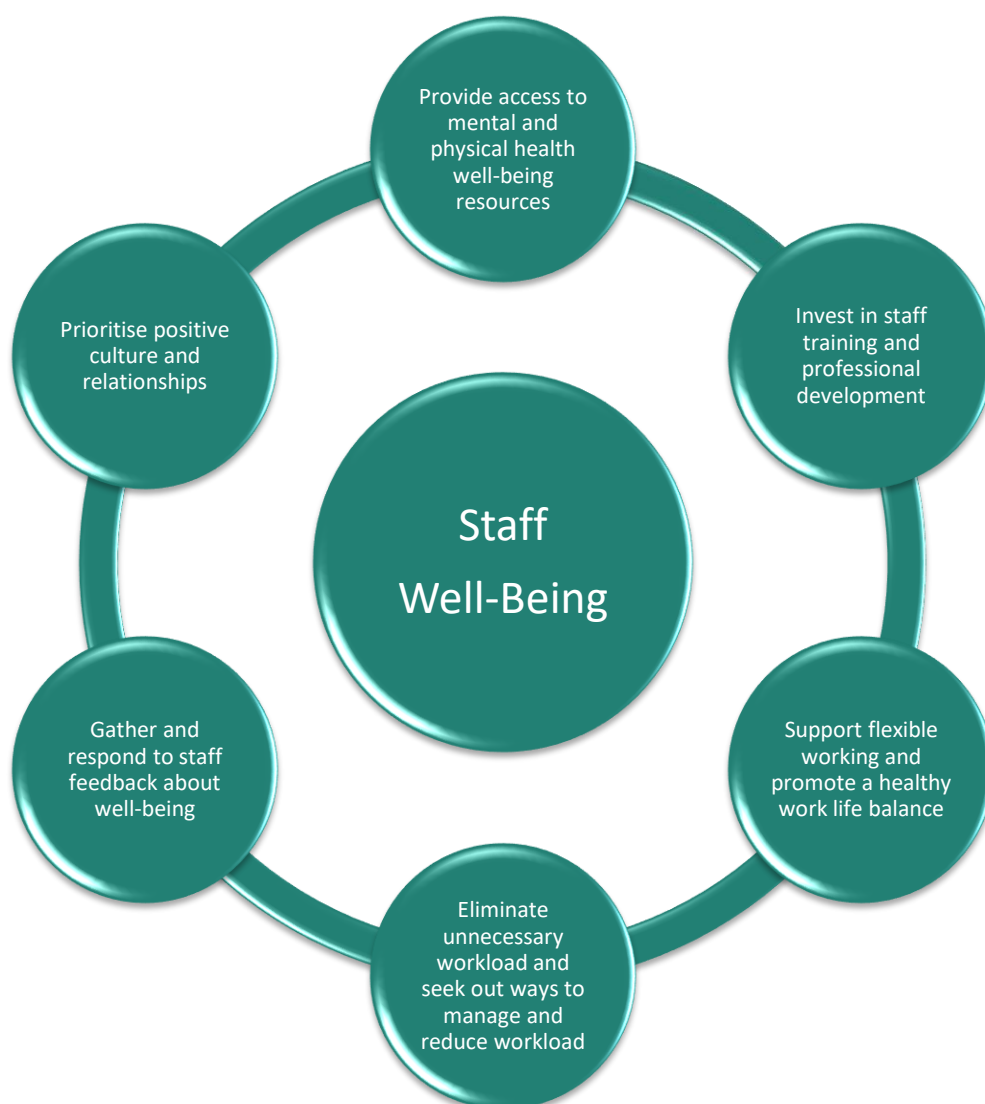 Provide access to
mental and
physical health
well-being
resources
Invest in staff
training and
professional
development
Support flexible
working and
promote a healthy
work life balance
Eliminate
unnecessary
workload and
seek out ways to
manage and
reduce workload
Gather and
respond to staff
feedback about
well-being
Prioritise positive
culture and
relationships
Staff
Well-Being